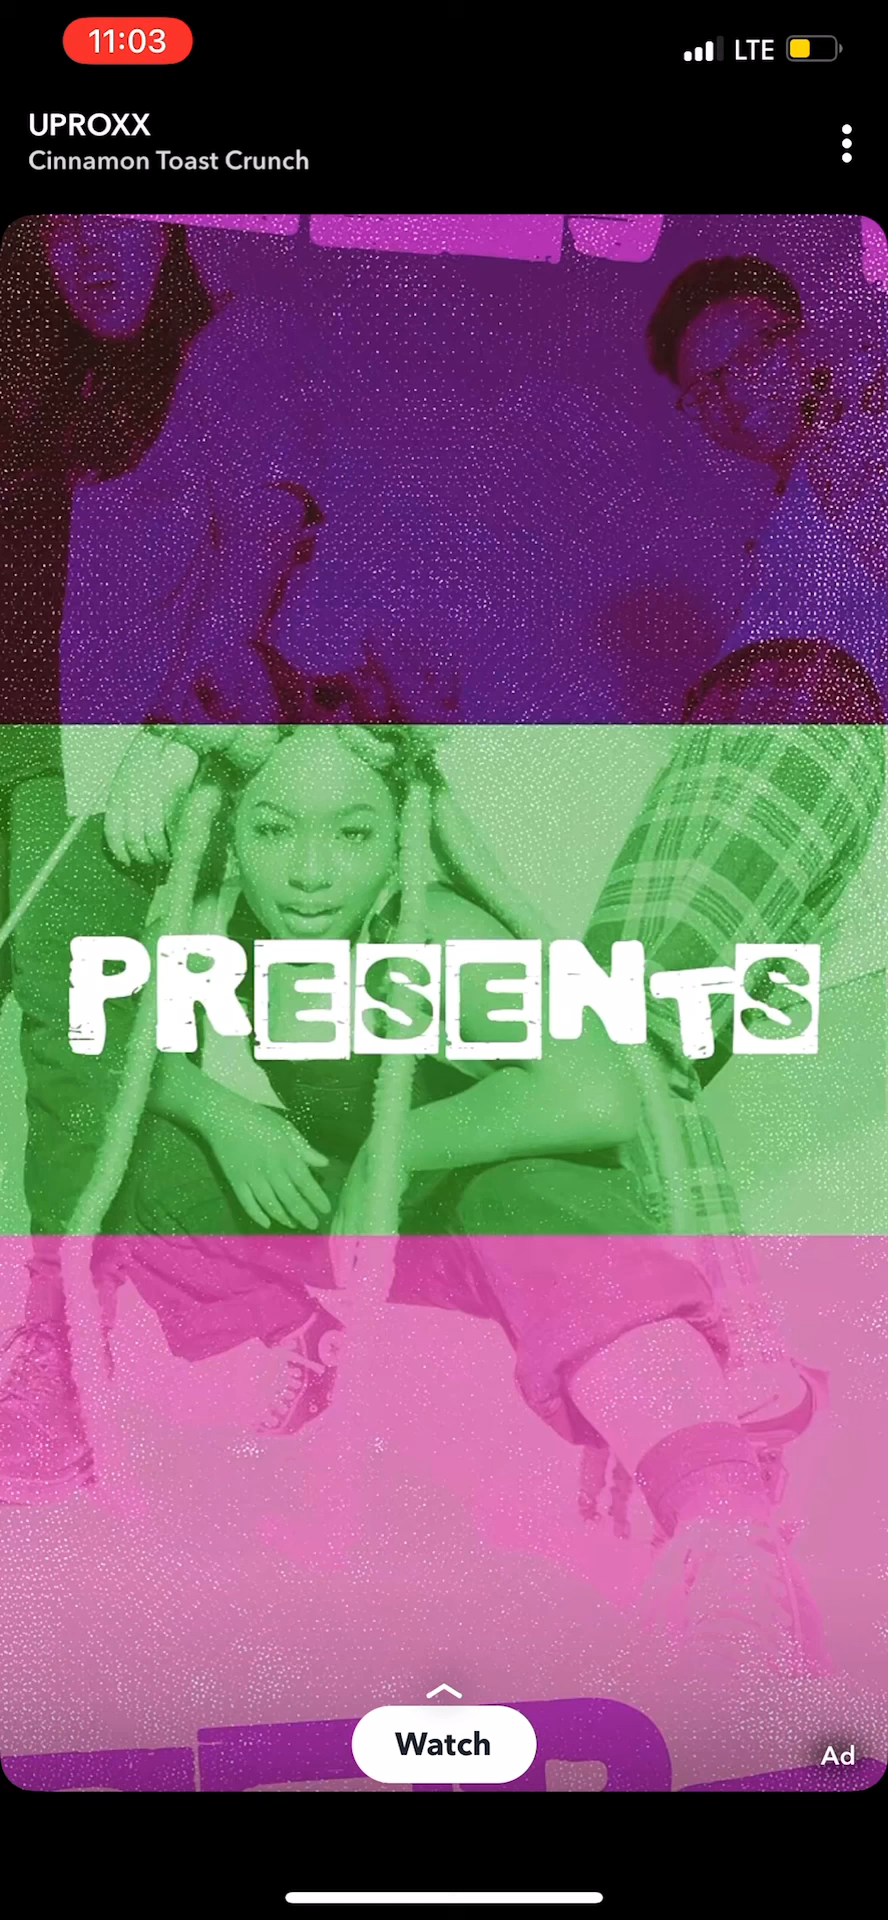 11:03
LTE
UPROXX
Cinnamon Toast Crunch
PRESENTS
Watch
Ad